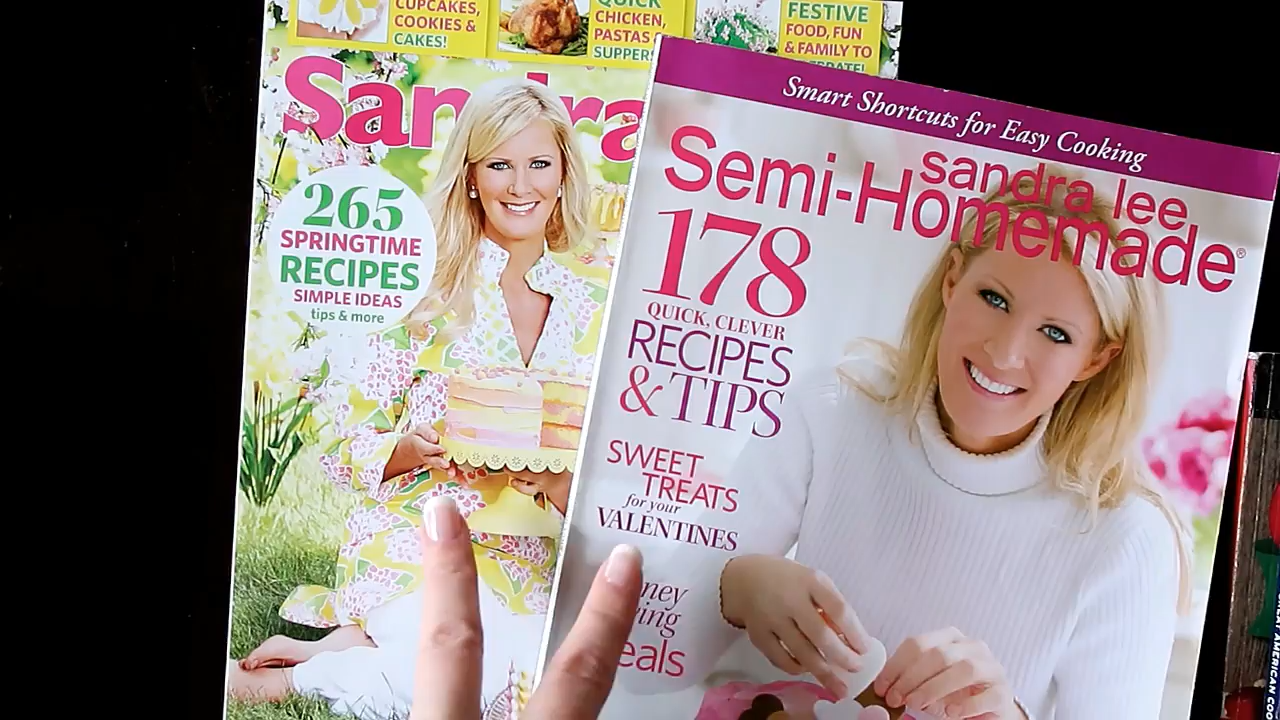 CUPCAKES,
COOKIES &
CAKES!
QUICK
CHICKEN,
PASTAS
SUPPERS
FESTIVE
FOOD, FUN
& FAMILY TO
Sandra
265
SPRINGTIME
RECIPES
SIMPLE IDEAS
tips & more
Smart Shortcuts for Easy Cooking
sandra lee
Semi-Homemade®
178
QUICK, CLEVER
RECIPES
& TIPS
SWEET
TREATS
for your
VALENTINES
AMERICAN